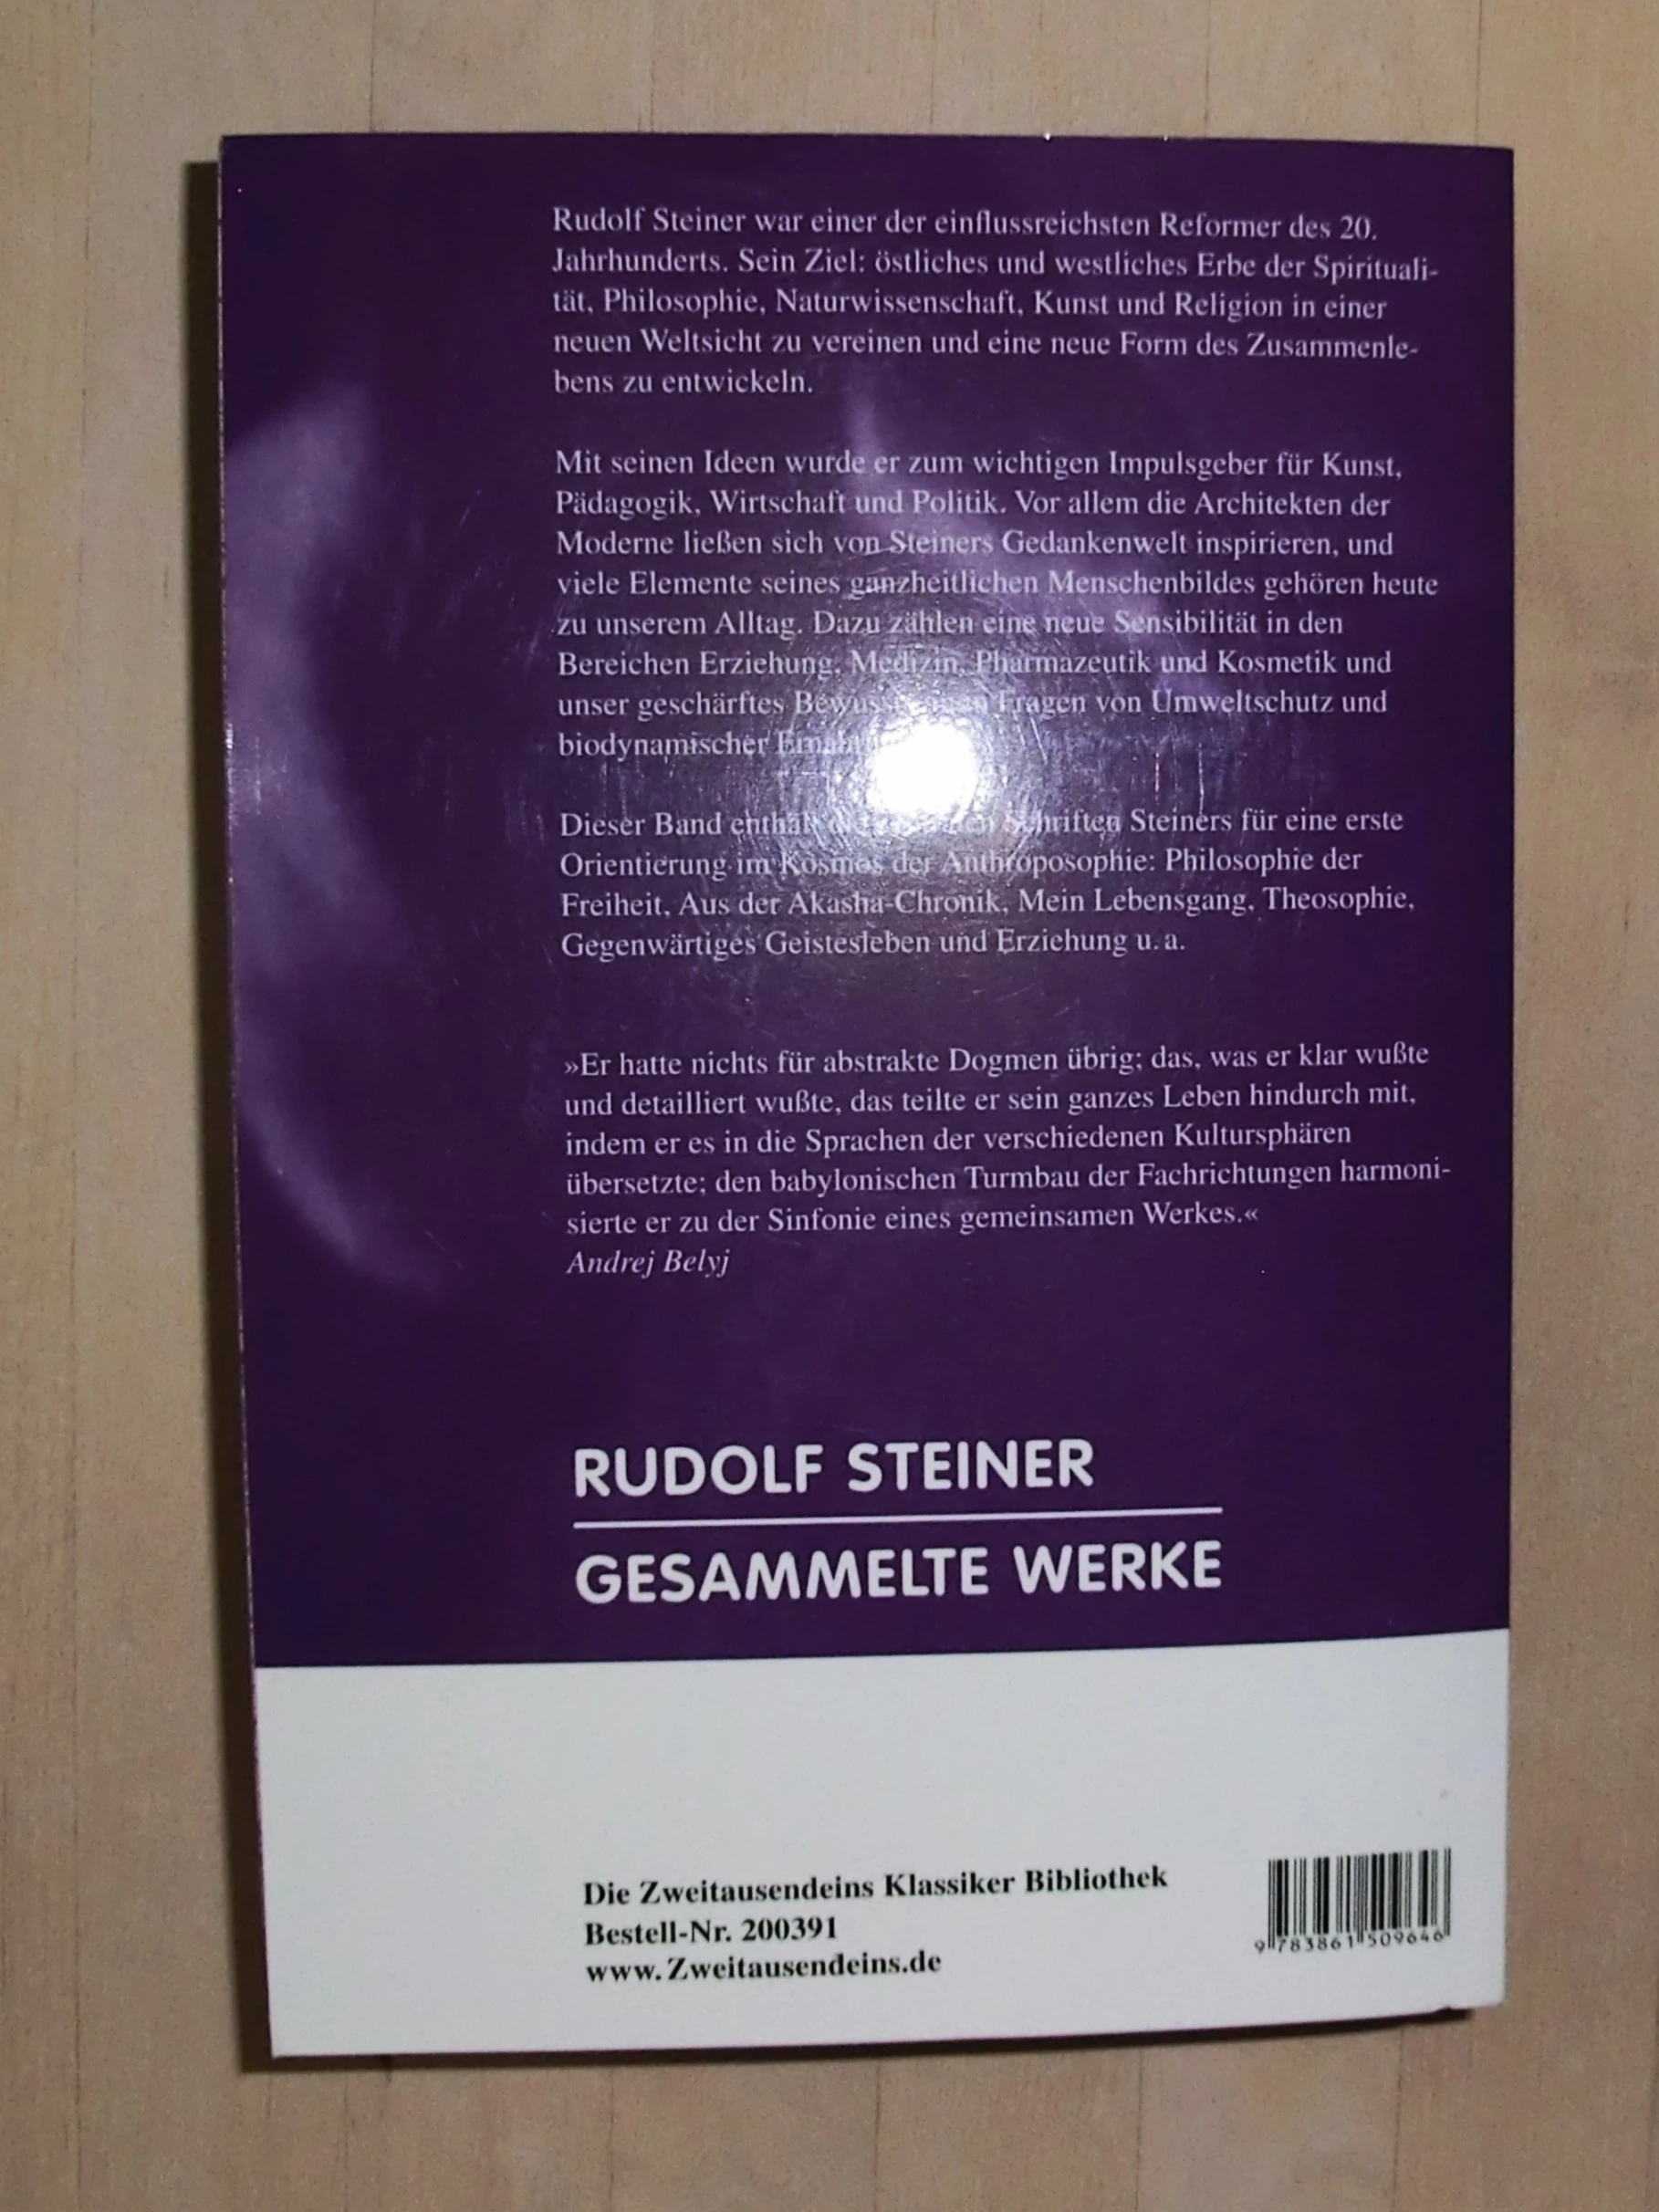 Rudolf Steiner war einer der einflussreichsten Reformer des 20.
Jahrhunderts. Sein Ziel: östliches und westliches Erbe der Spirituali-
tät, Philosophie, Naturwissenschaft, Kunst und Religion in einer
neuen Weltsicht zu vereinen und eine neue Form des Zusammenle-
bens zu entwickeln.
Mit seinen Ideen wurde er zum wichtigen Impulsgeber für Kunst,
Pädagogik, Wirtschaft und Politik. Vor allem die Architekten der
Moderne ließen sich von Steiners Gedankenwelt inspirieren, und
viele Elemente seines ganzheitlichen Menschenbildes gehören heute
zu unserem Alltag. Dazu zählen eine neue Sensibilität in den
Bereichen Erziehung, Medizin, Pharmazeutik und Kosmetik und
unser geschärftes Fragen von Umweltschutz und
biodynamischer
Dieser Band enthält Schriften Steiners für eine erste
Orientierung im Kosmos der Anthroposophie: Philosophie der
Freiheit, Aus der Akasha-Chronik, Mein Lebensgang, Theosophie,
Gegenwärtiges Geistesleben und Erziehung u. a.
»Er hatte nichts für abstrakte Dogmen übrig; das, was er klar wußte
und detailliert wußte, das teilte er sein ganzes Leben hindurch mit,
indem er es in die Sprachen der verschiedenen Kultursphären
übersetzte; den babylonischen Turmbau der Fachrichtungen harmoni-
sierte er zu der Sinfonie eines gemeinsamen Werkes.«
Andrej Belyj
RUDOLF STEINER
GESAMMELTE WERKE
Die Zweitausendeins Klassiker Bibliothek
Bestell-Nr. 200391
www.Zweitausendeins.de
9 783861 509646